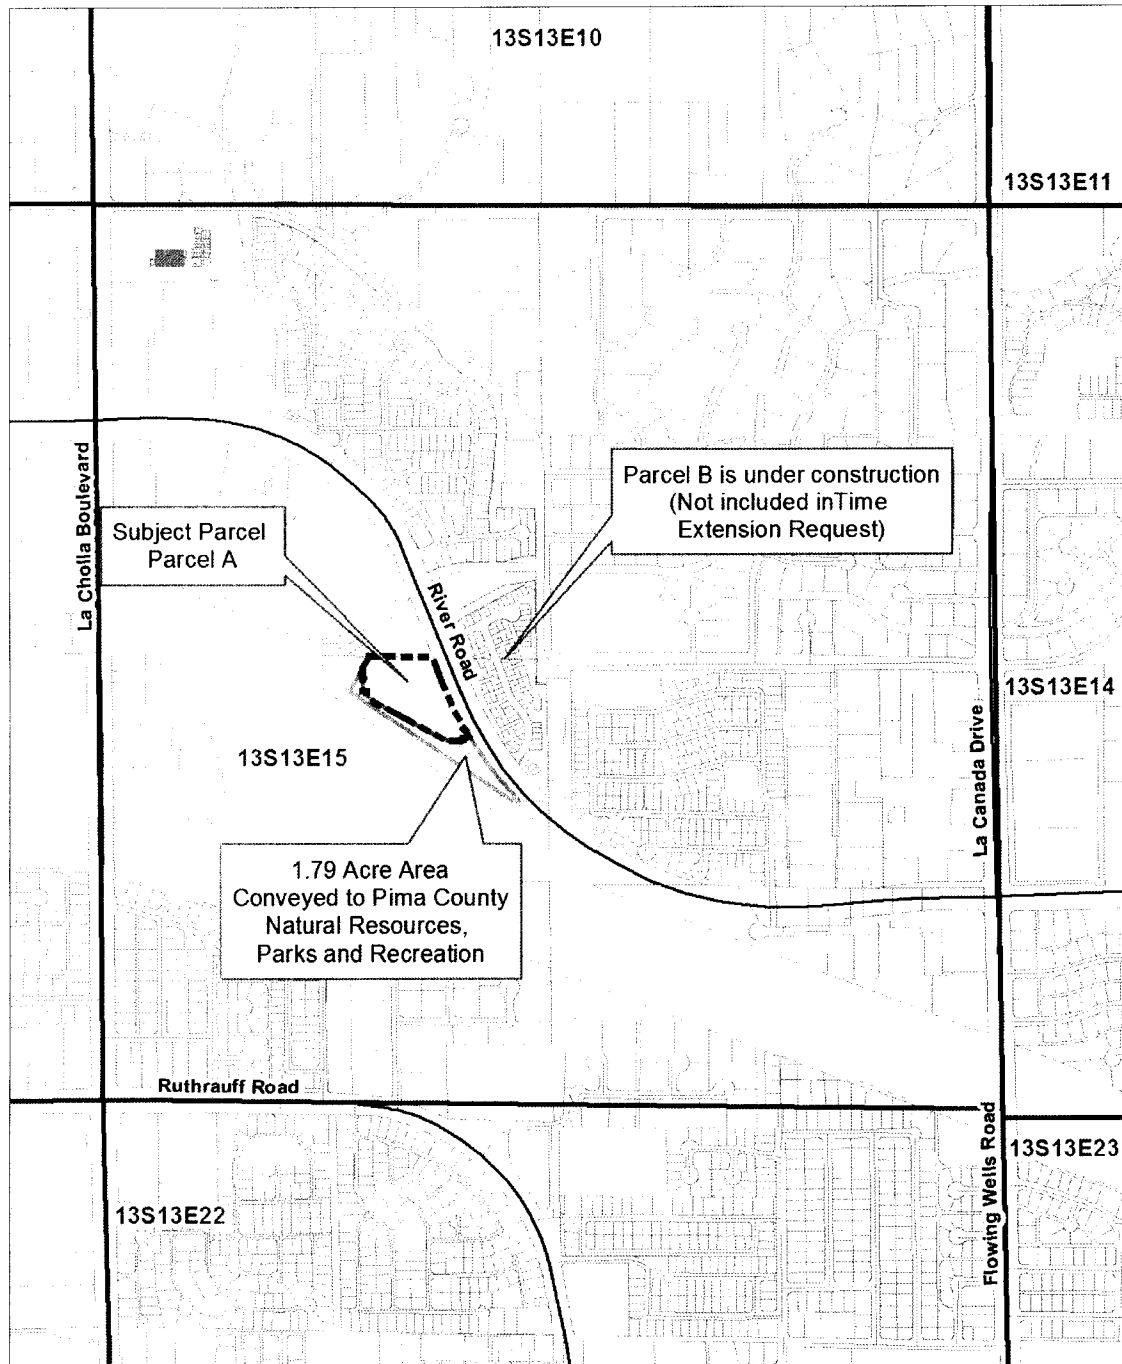 13S13E10
13S13E11
La Cholla Boulevard
Parcel B is under construction
(Not included inTime
Extension Request)
Subject Parcel
Parcel A
River Road
13S13E14
La Canada Drive
13S13E15
1.79 Acre Area
Conveyed to Pima County
Natural Resources,
Parks and Recreation
Ruthrauff Road
Flowing Wells Road
13S13E23
13S13E22